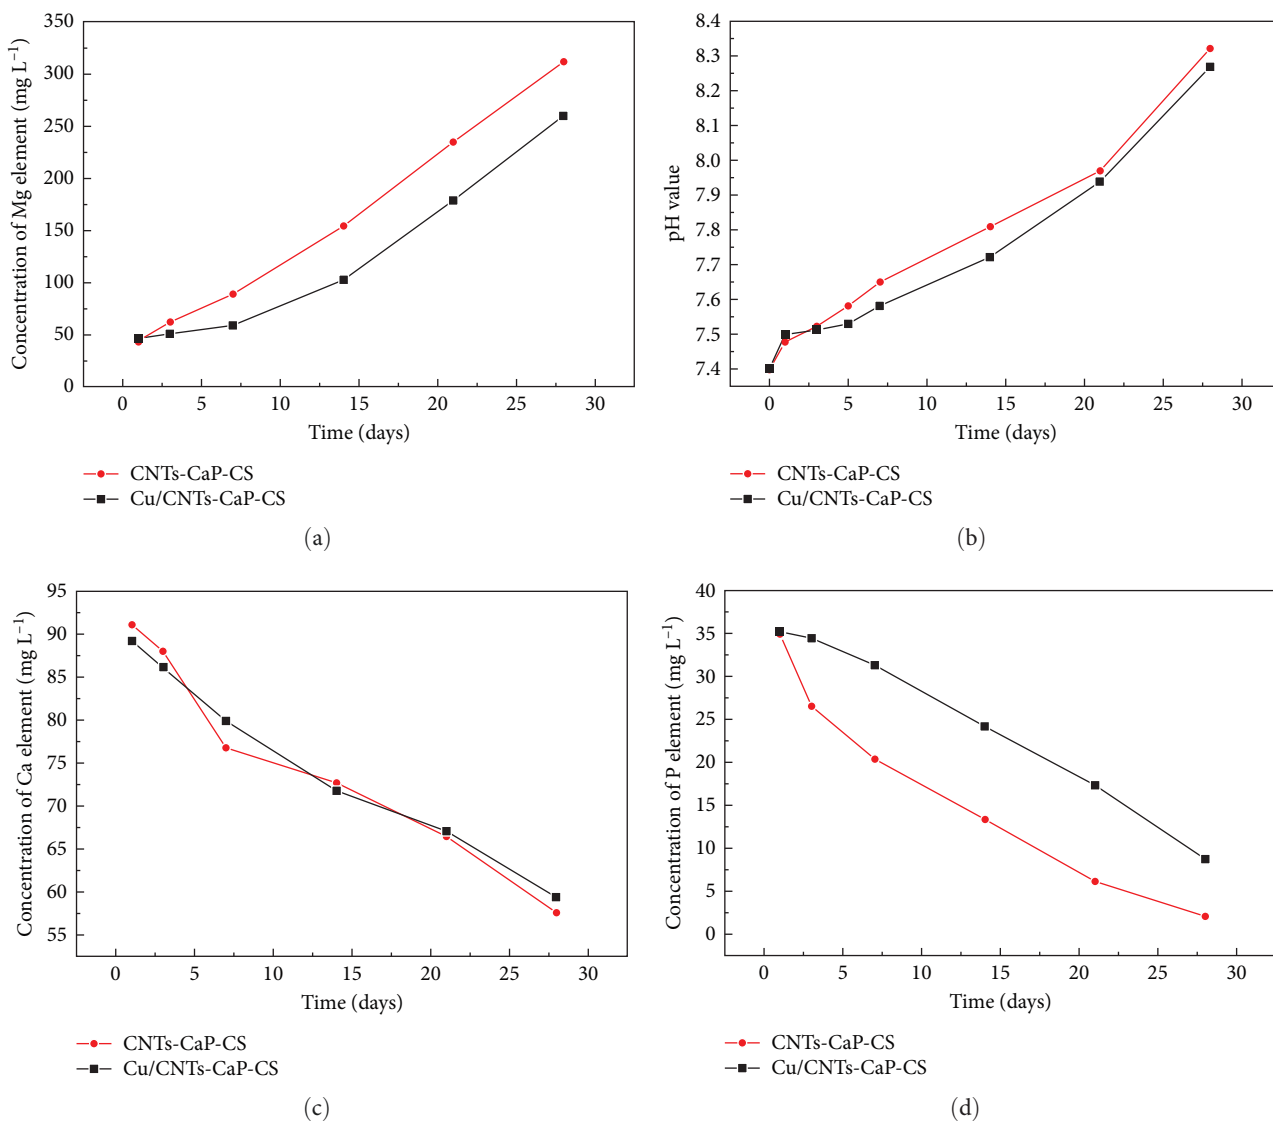 Concentration of Mg element (mg L⁻¹)
350
300
250
200
150
100
50
0
0 5 10 15 20 25 30
Time (days)
CNTs-CaP-CS
Cu/CNTs-CaP-CS
(a)
pH value
8.4
8.3
8.2
8.1
8.0
7.9
7.8
7.6
7.6
7.5
7.4
0 5 10 15 20 25 30
Time (days)
CNTs-CaP-CS
Cu/CNTs-CaP-CS
(b)
Concentration of Ca element (mg L⁻¹)
95
90
85
80
75
70
65
60
55
0 5 10 15 20 25 30
Time (days)
CNTs-CaP-CS
Cu/CNTs-CaP-CS
(c)
Concentration of P element (mg L⁻¹)
40
35
30
25
20
15
10
5
0
0 5 10 15 20 25 30
Time (days)
CNTs-CaP-CS
Cu/CNTs-CaP-CS
(d)